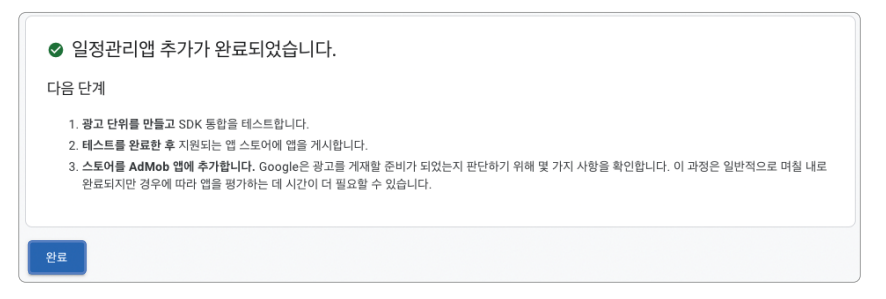 일정관리앱 추가가 완료되었습니다.
다음 단계
1. 광고 단위를 만들고 SDK 통합을 테스트합니다.
2. 테스트를 완료한 후 지원되는 앱 스토어에 앱을 게시합니다.
3. 스토어를 AdMob 앱에 추가합니다. Google은 광고를 게재할 준비가 되었는지 판단하기 위해 몇 가지 사항을 확인합니다. 이 과정은 일반적으로 며칠 내로
완료되지만 경우에 따라 앱을 평가하는 데 시간이 더 필요할 수 있습니다.
완료